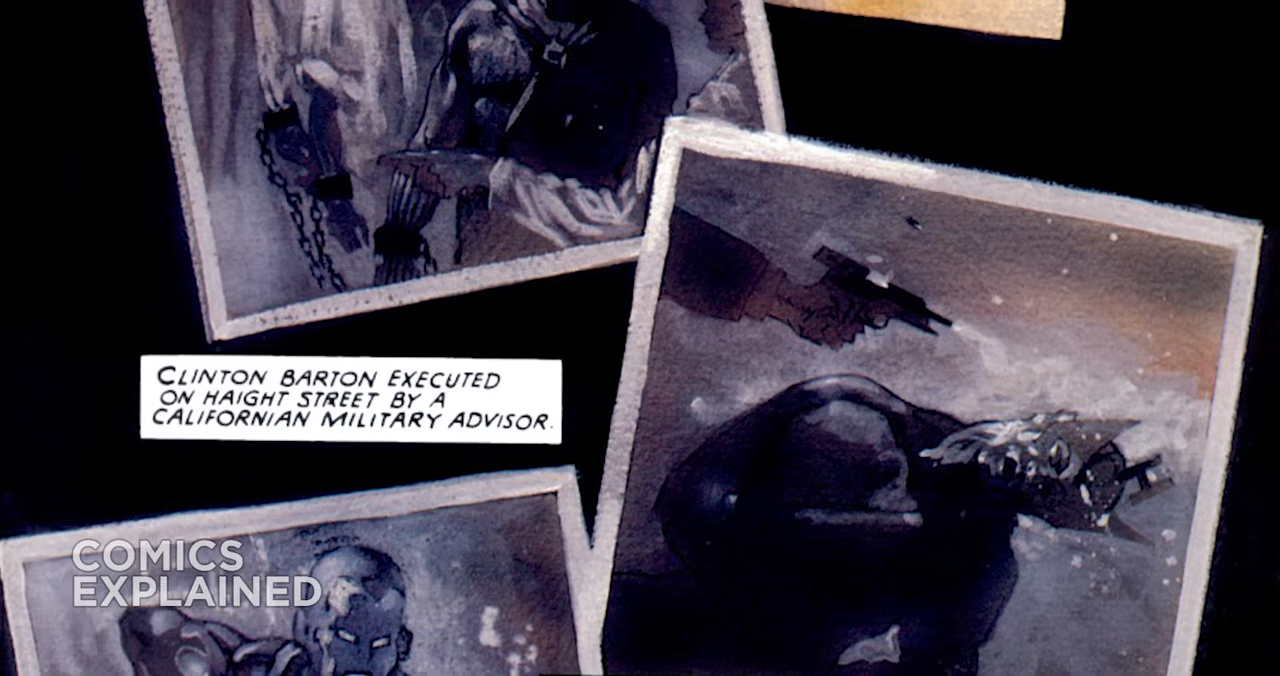 CLINTON BARTON EXECUTED
ON HAIGHT STREET BY A
CALIFORNIAN MILITARY ADVISOR.
COMICS
EXPLAINED